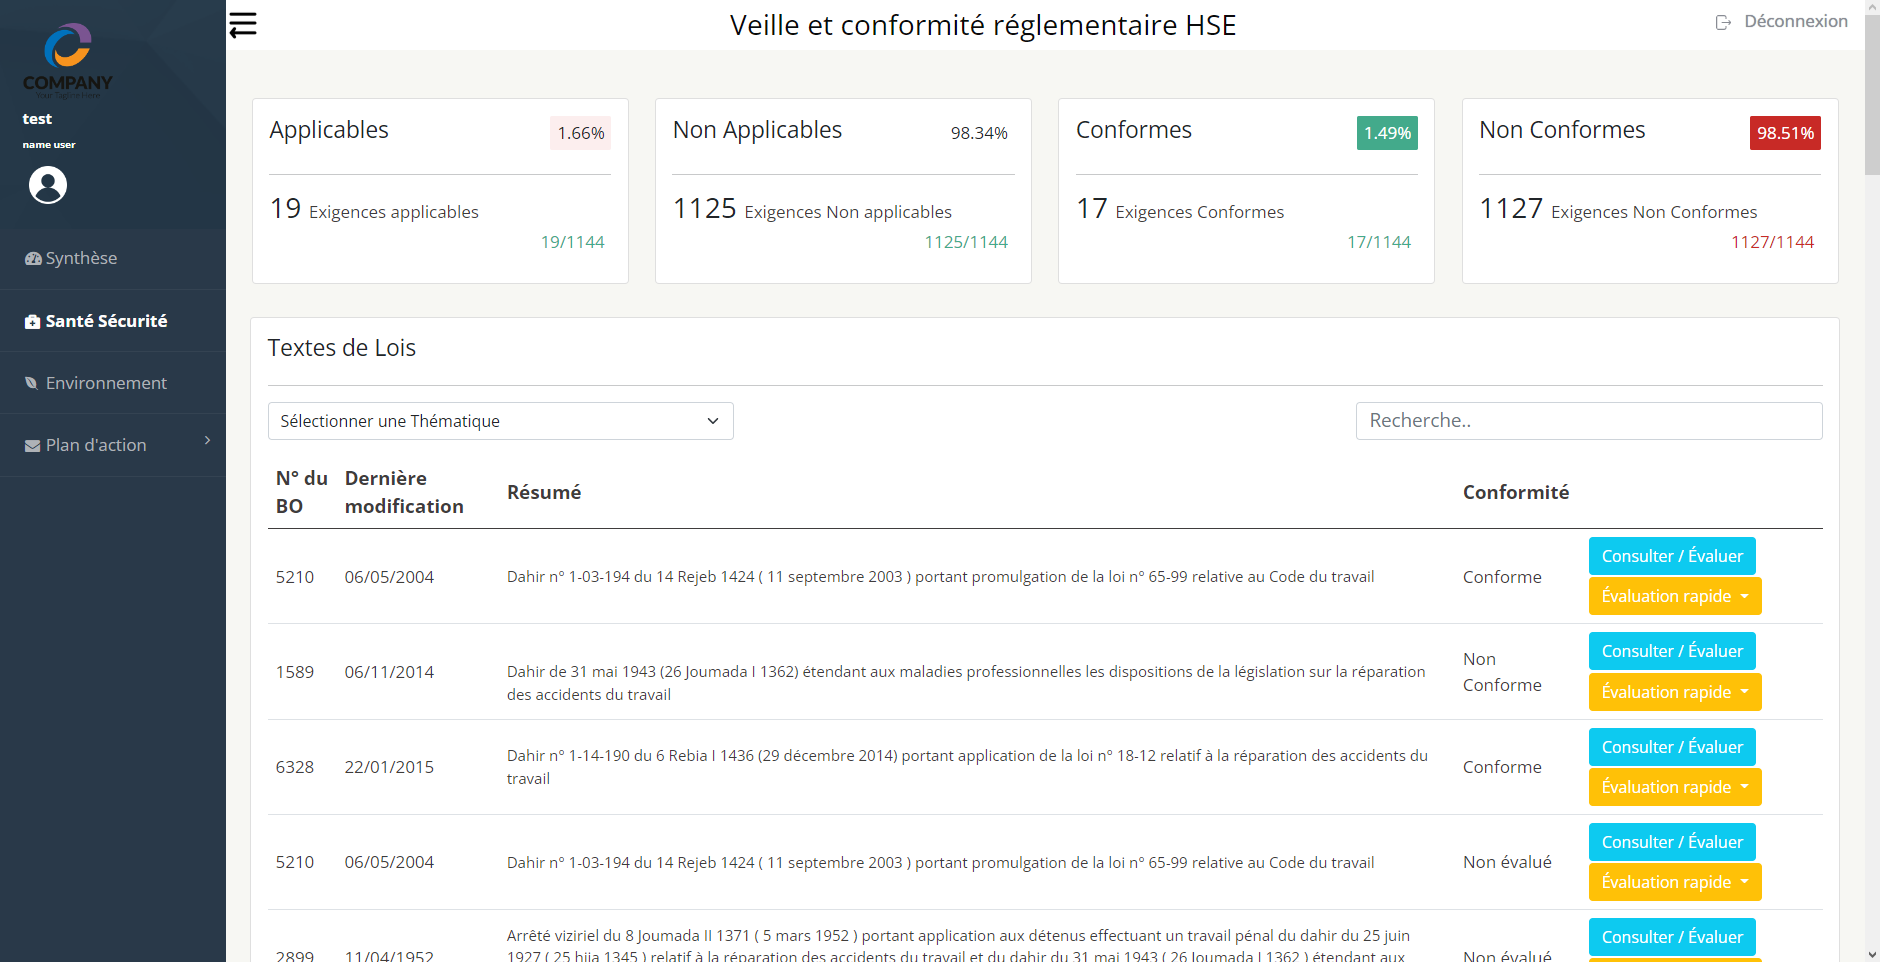 COMPANY
Your Tagline Here
test
name user
Synthèse
Santé Sécurité
Environnement
Plan d'action
Veille et conformité réglementaire HSE
Déconnexion
Applicables
1.66%
19 Exigences applicables
19/1144
Non Applicables
98.34%
1125 Exigences Non applicables
1125/1144
Conformes
1.49%
17 Exigences Conformes
17/1144
Non Conformes
98.51%
1127 Exigences Non Conformes
1127/1144
Textes de Lois
Sélectionner une Thématique
Recherche..
N° du
BO
Dernière
modification
Résumé
Conformité
5210
06/05/2004
Dahir n° 1-03-194 du 14 Rejeb 1424 ( 11 septembre 2003 ) portant promulgation de la loi n° 65-99 relative au Code du travail
Conforme
Consulter / Évaluer
Évaluation rapide
1589
06/11/2014
Dahir de 31 mai 1943 (26 Joumada I 1362) étendant aux maladies professionnelles les dispositions de la législation sur la réparation
des accidents du travail
Non
Conforme
Consulter / Évaluer
Évaluation rapide
6328
22/01/2015
Dahir n° 1-14-190 du 6 Rebia I 1436 (29 décembre 2014) portant application de la loi n° 18-12 relatif à la réparation des accidents du
travail
Conforme
Consulter / Évaluer
Évaluation rapide
5210
06/05/2004
Dahir n° 1-03-194 du 14 Rejeb 1424 ( 11 septembre 2003 ) portant promulgation de la loi n° 65-99 relative au Code du travail
Non évalué
Consulter / Évaluer
Évaluation rapide
2899
11/04/1952
Arrêté viziriel du 8 Joumada II 1371 ( 5 mars 1952 ) portant application aux détenus effectuant un travail pénal du dahir du 25 juin
1927 ( 25 hija 1345 ) relatif à la réparation des accidents du travail et du dahir du 31 mai 1943 ( 26 Joumada I 1362 ) étendant aux
Non évalué
Consulter / Évaluer